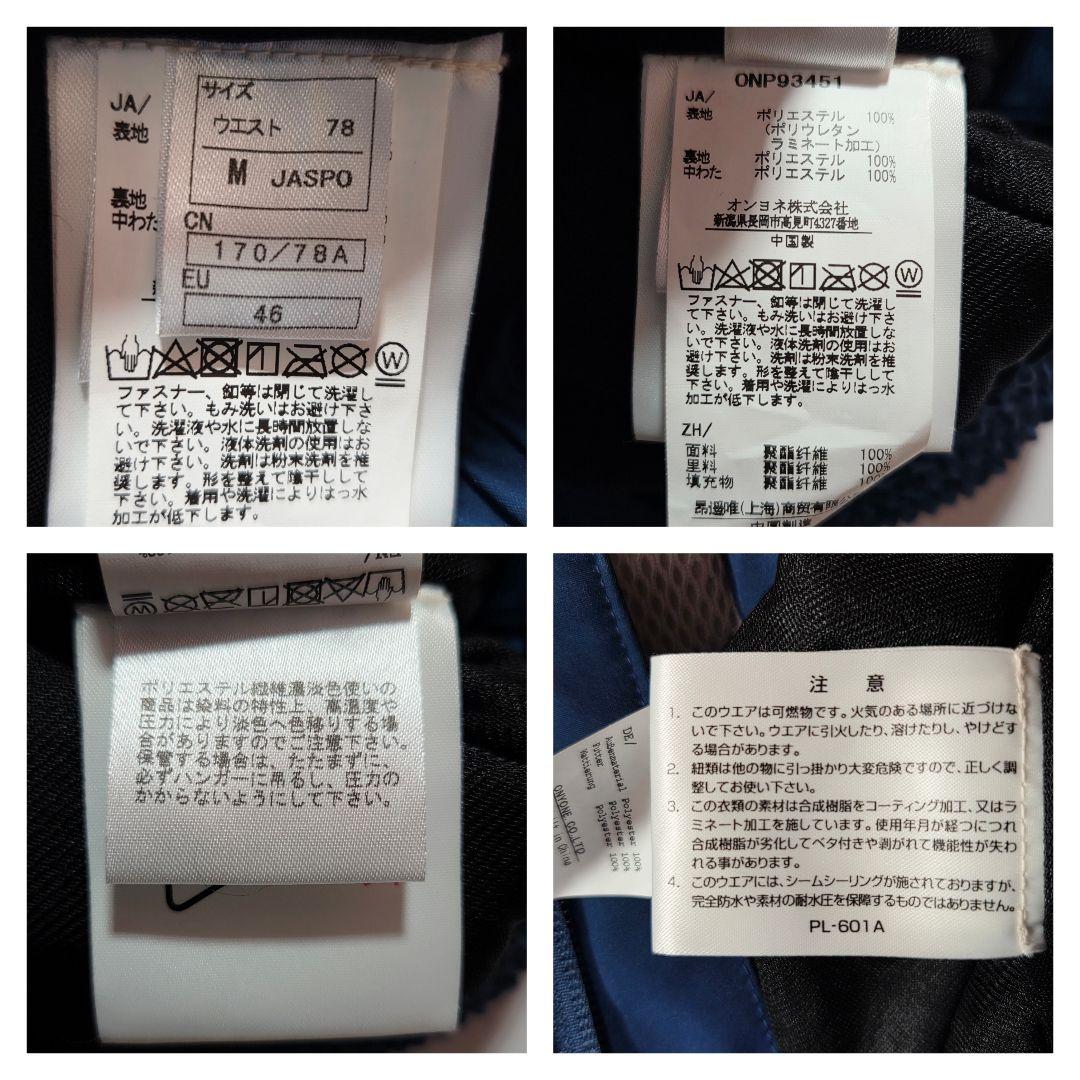 サイズ
ウエスト 78
M JASPO
CN
170/78A
EU
46
JA/
表地
裏地
中わた
W
ファスナー、釦等は閉じて洗濯し
て下さい。もみ洗いはお避け下さ
い。洗濯液や水に長時間放置しな
いで下さい。液体洗剤の使用はお
避け下さい。洗剤は粉末洗剤を推
奨します。形を整えて陰干しして
下さい。着用や洗濯によりはっ水
加工が低下します。
ONP93451
JA/
表地 ポリエステル 100%
(ポリウレタン
ラミネート加工)
裏地 ポリエステル 100%
中わた ポリエステル 100%
オンヨネ株式会社
新潟県長岡市高見町4327番地
中国製
W
ファスナー、釦等は閉じて洗濯し
て下さい。もみ洗いはお避け下さ
い。洗濯液や水に長時間放置しな
いで下さい。液体洗剤の使用はお
避け下さい。洗剤は粉末洗剤を推
奨します。形を整えて陰干しして
下さい。着用や洗濯によりはっ水
加工が低下します。
ZH/
面料 聚酯纤维 100%
里料 聚酯纤维 100%
填充物 聚酯纤维 100%
(上海)商贸有限
中国制造
W
ポリエステル繊維濃淡色使いの
商品は染料の特性上、高温度や
圧力により淡色へ色移りする場
合がありますのでご注意下さい。
保管する場合は、たたまずに、
必ずハンガーに吊るし、圧力の
かからないようにして下さい。
DE/
Außenmaterial Polyester 100%
Futter Polyester 100%
Wattierung Polyester 100%
ONYONE CO.,LTD
in China
注意
1. このウエアは可燃物です。火気のある場所に近づけな
いで下さい。ウエアに引火したり、溶けたりし、やけどす
る場合があります。
2. 紐類は他の物に引っ掛かり大変危険ですので、正しく調
整してお使い下さい。
3. この衣類の素材は合成樹脂をコーティング加工、又はラ
ミネート加工を施しています。使用年月が経つにつれ
合成樹脂が劣化してベタ付きや剥がれて機能性が失わ
れる事があります。
4. このウエアには、シームシーリングが施されておりますが、
完全防水や素材の耐水圧を保障するものではありません。
PL-601A